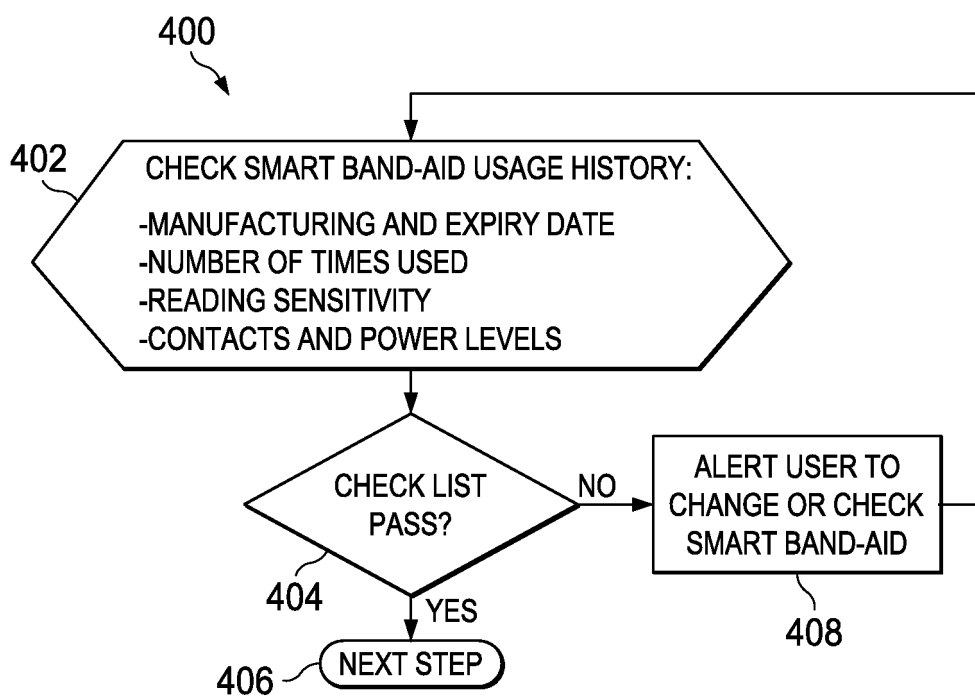 400
402
CHECK SMART BAND-AID USAGE HISTORY:
-MANUFACTURING AND EXPIRY DATE
-NUMBER OF TIMES USED
-READING SENSITIVITY
-CONTACTS AND POWER LEVELS
CHECK LIST
PASS?
404
NO
ALERT USER TO
CHANGE OR CHECK
SMART BAND-AID
408
YES
NEXT STEP
406